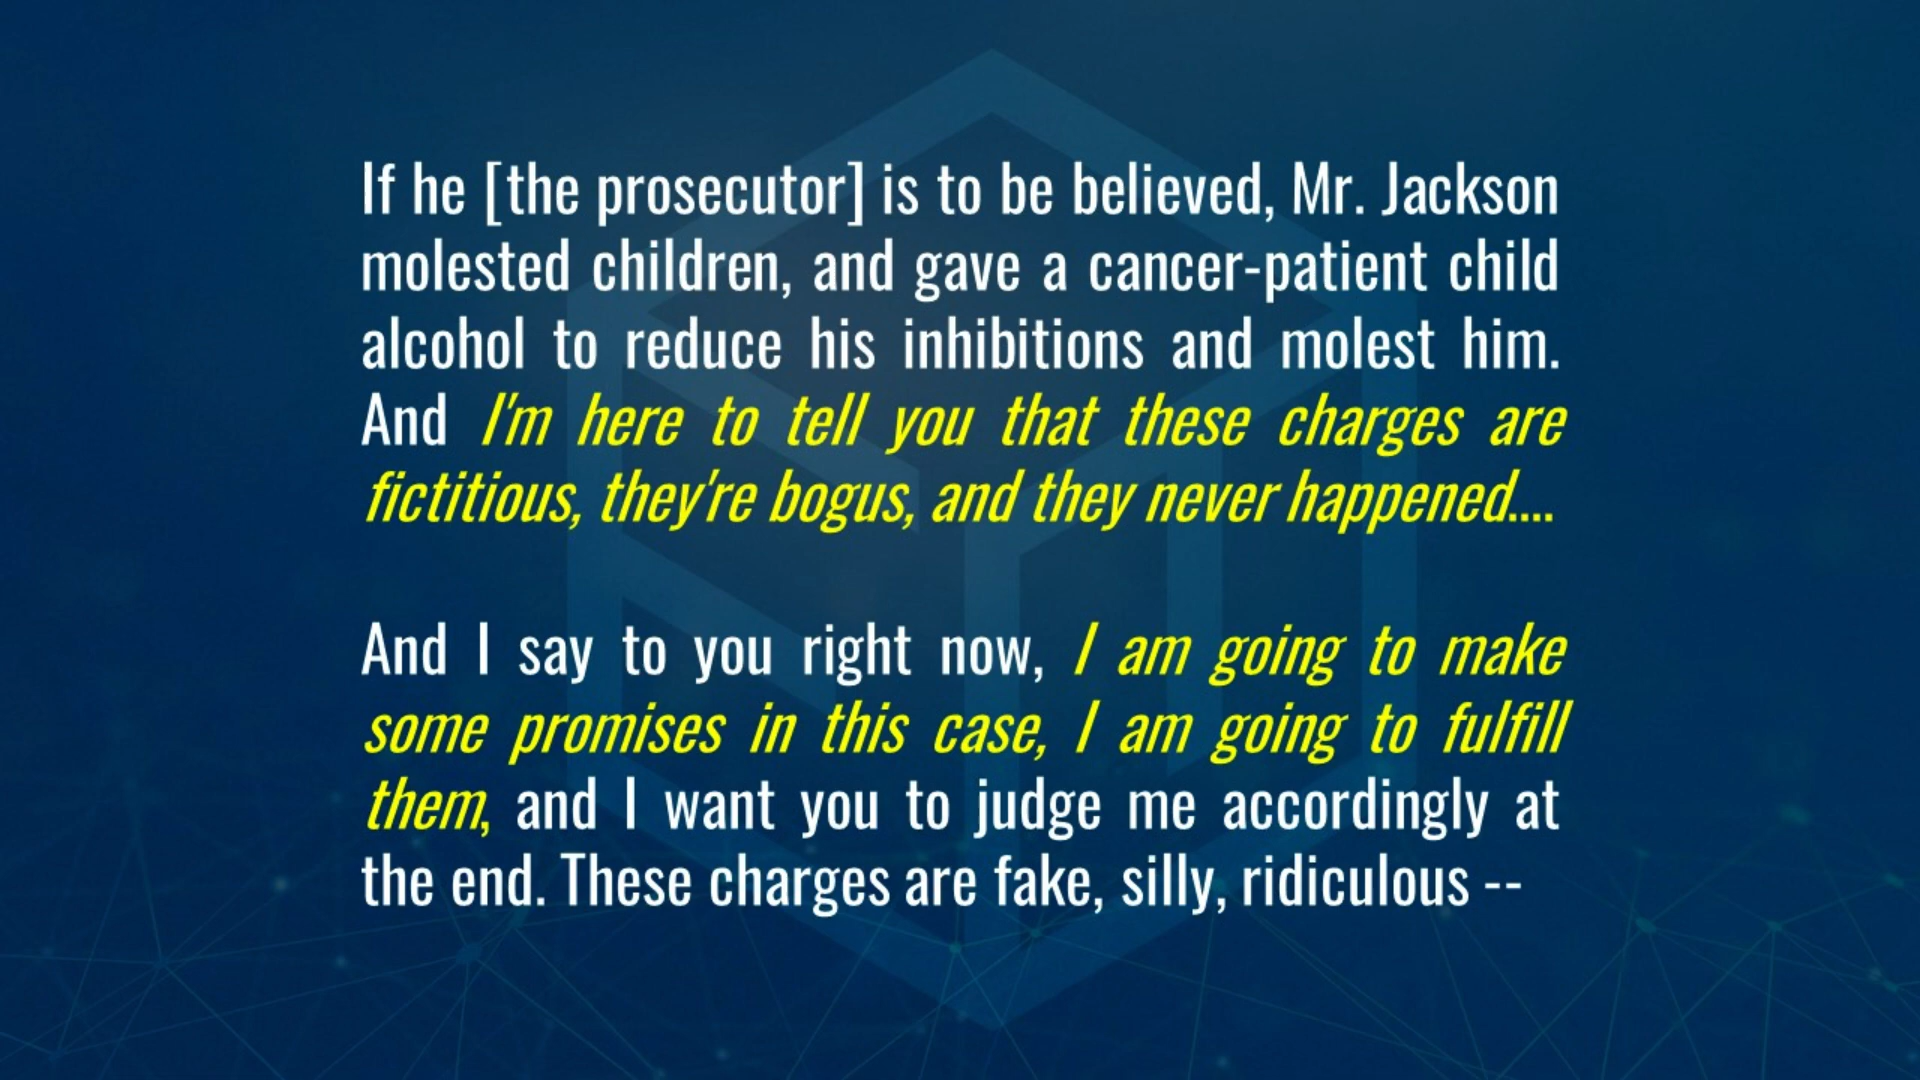 If he [the prosecutor] is to be believed, Mr. Jackson
molested children, and gave a cancer-patient child
alcohol to reduce his inhibitions and molest him.
And I'm here to tell you that these charges are
fictitious, they're bogus, and they never happened....
And I say to you right now, I am going to make
some promises in this case, I am going to fulfill
them, and I want you to judge me accordingly at
the end. These charges are fake, silly, ridiculous --